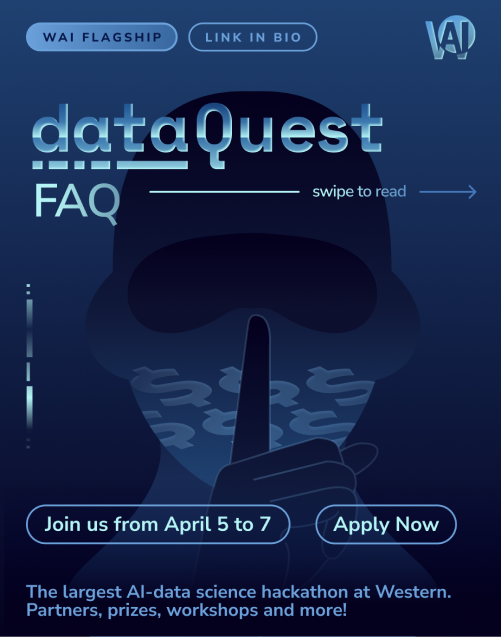 WAI FLAGSHIP
LINK IN BIO
WAI
dataQuest
FAQ
swipe to read
Join us from April 5 to 7
Apply Now
The largest AI-data science hackathon at Western.
Partners, prizes, workshops and more!